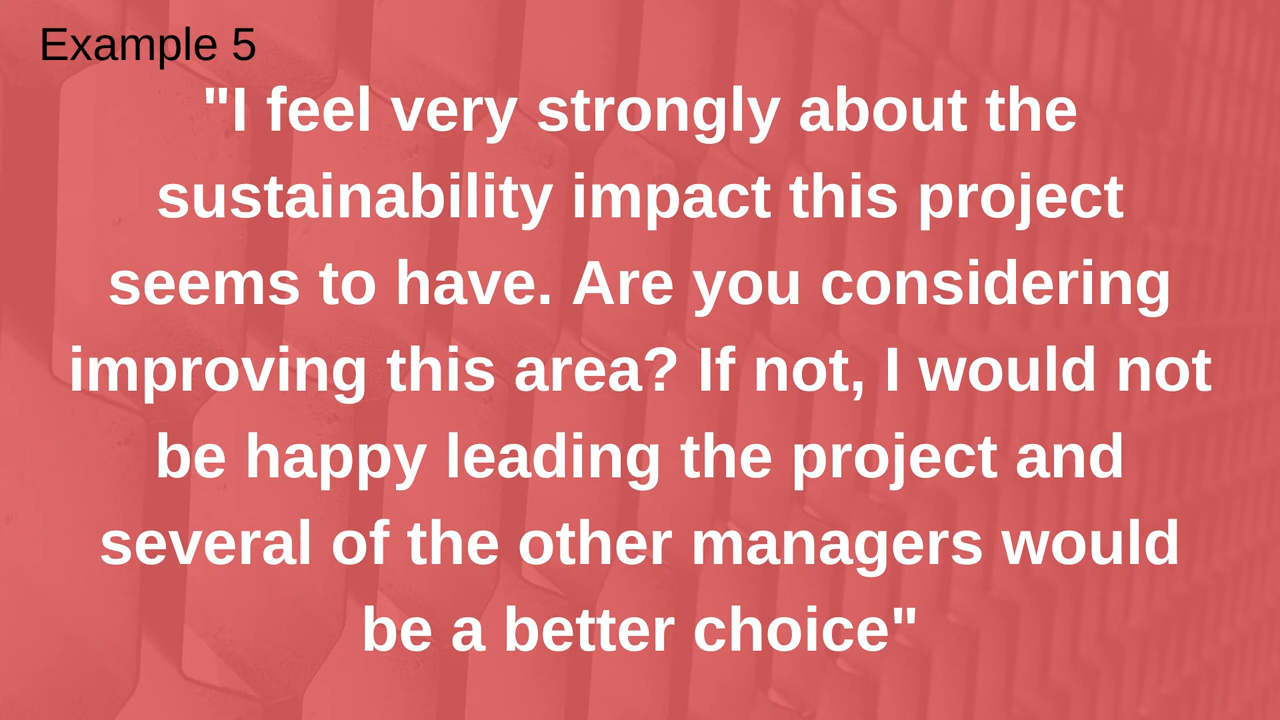 Example 5
"I feel very strongly about the
sustainability impact this project
seems to have. Are you considering
improving this area? If not, I would not
be happy leading the project and
several of the other managers would
be a better choice"